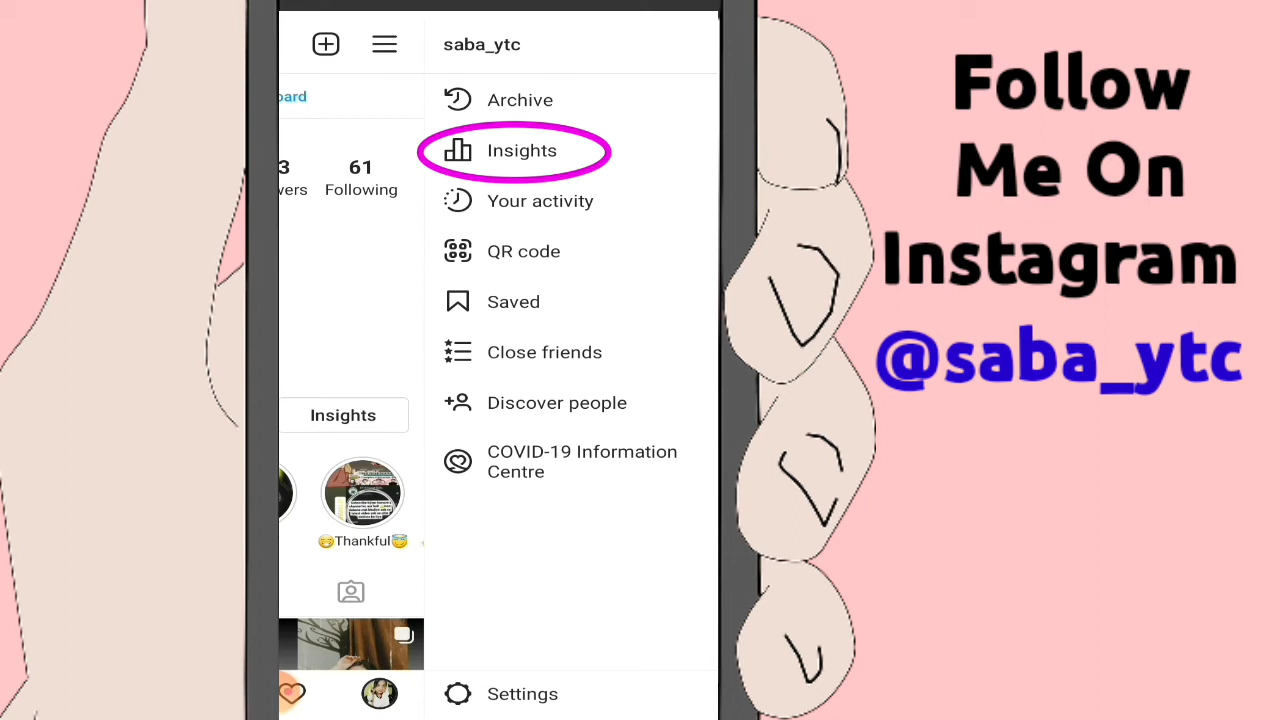 saba_ytc
oard
Archive
Insights
3
61
wers
Following
Your activity
QR code
Saved
Close friends
Discover people
Insights
COVID-19 Information
Centre
🤭Thankful😇
Settings
Follow
Me On
Instagram
@saba_ytc